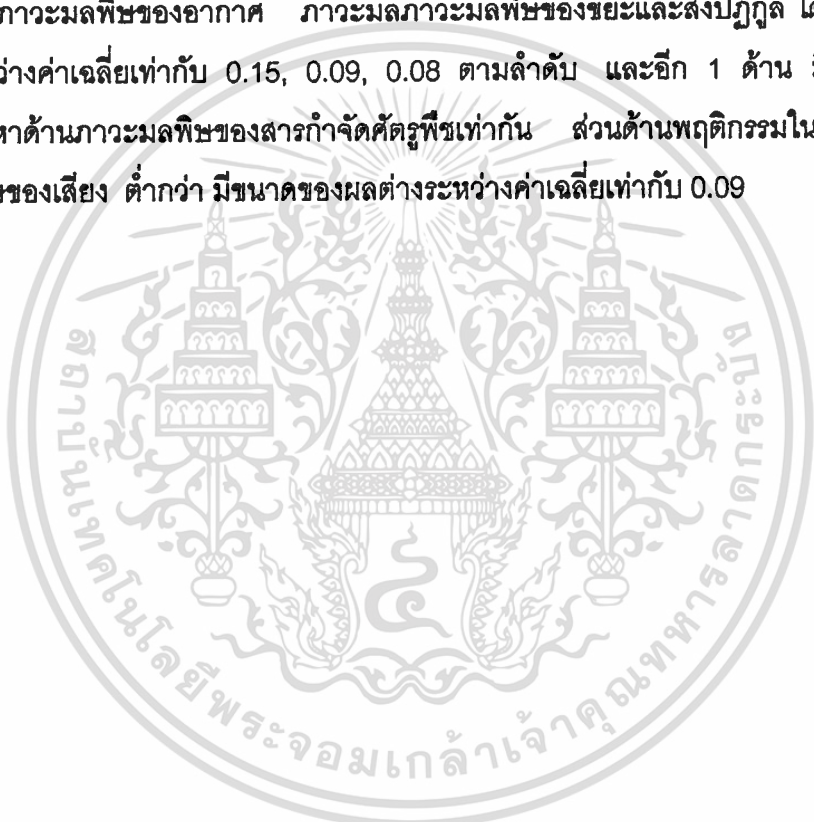 ภาวะมลพิษของอากาศ ภาวะมลภาวะมลพิษของขยะและสิ่งปฏิกูล
ว่างค่าเฉลี่ยเท่ากับ 0.15, 0.09, 0.08 ตามลำดับ และอีก 1 ด้าน
หาด้านภาวะมลพิษของสารกำจัดศัตรูพืชเท่ากัน ส่วนด้านพฤติกรรมใน
ของเสียง ต่ำกว่า มีขนาดของผลต่างระหว่างค่าเฉลี่ยเท่ากับ 0.09
สถาบันเทคโนโลยีพระจอมเกล้าเจ้าคุณทหารลาดกระบัง